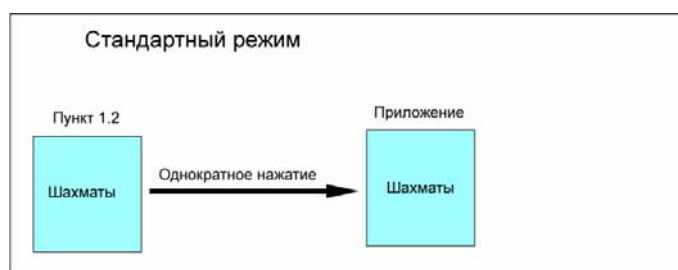 Стандартный режим
Пункт 1.2
Приложение
Шахматы
Однократное нажатие
Шахматы